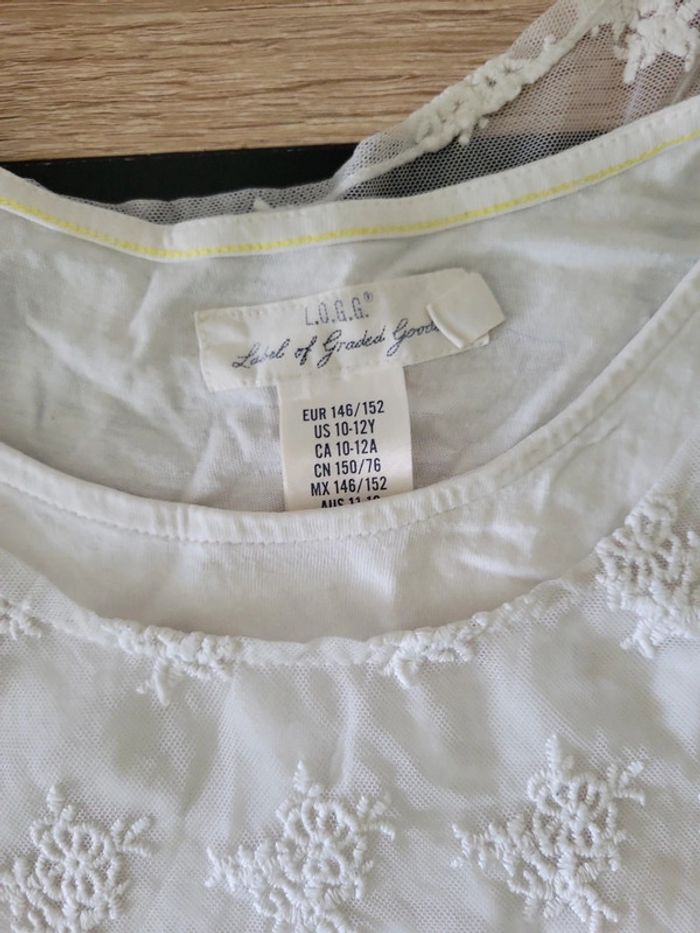 L.O.G.G.®
Label of Graded Goods
EUR 146/152
US 10-12Y
CA 10-12A
CN 150/76
MX 146/152
AUS